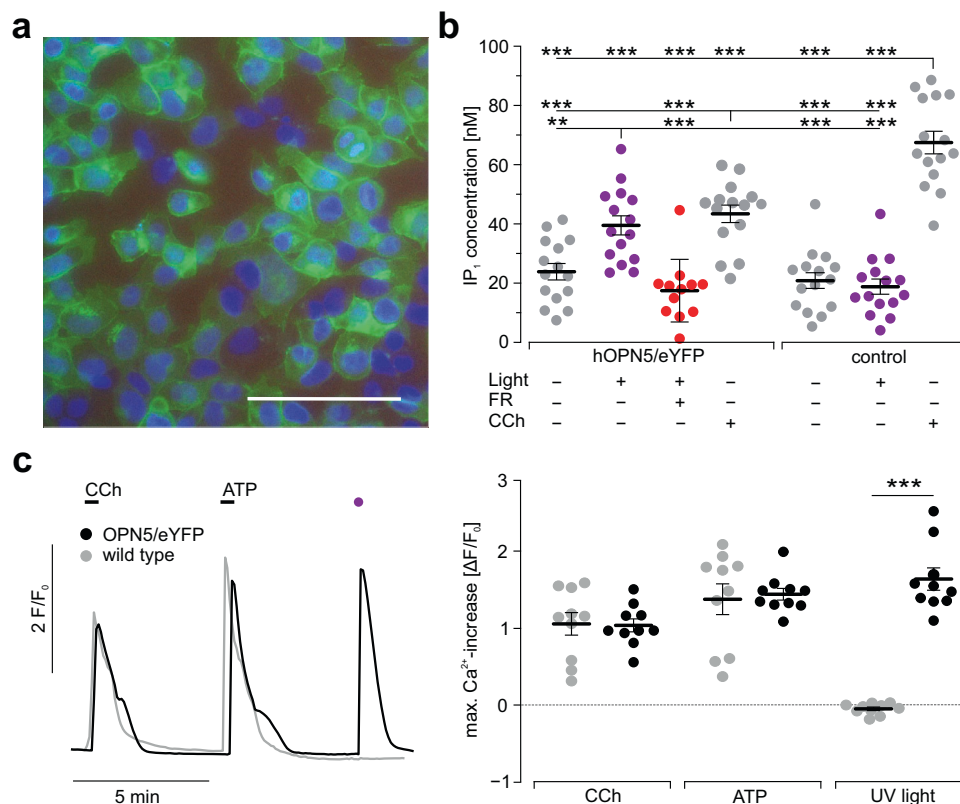 a
b
100
80
60
40
20
0
IP₁ concentration [nM]
*** *** *** *** *** *** ***
*** *** *** ***
** *** *** ***
hOPN5/eYFP control
Light – + + – – + –
FR – – + – – – –
CCh – – – + – – +
c
CCh ATP
OPN5/eYFP
wild type
2 F/F₀
5 min
3
2
1
0
−1
max. Ca²⁺-increase [ΔF/F₀]
***
CCh ATP UV light